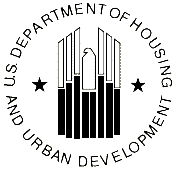 U.S. DEPARTMENT OF HOUSING
AND URBAN DEVELOPMENT